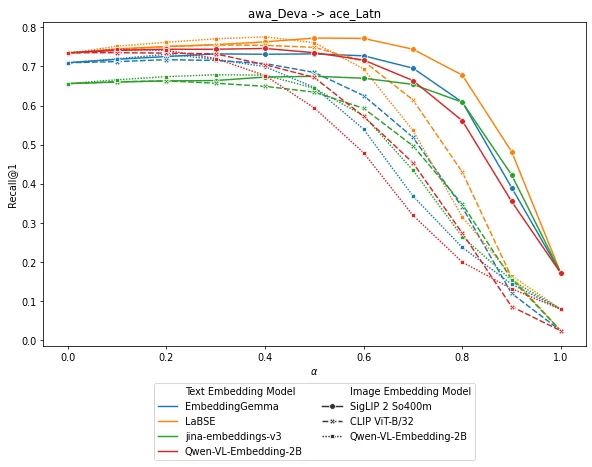 awa_Deva -> ace_Latn
Recall@1
0.8
0.7
0.6
0.5
0.4
0.3
0.2
0.1
0.0
0.0 0.2 0.4 0.6 0.8 1.0
α
Text Embedding Model
EmbeddingGemma
LaBSE
jina-embeddings-v3
Qwen-VL-Embedding-2B
Image Embedding Model
SigLIP 2 So400m
CLIP ViT-B/32
Qwen-VL-Embedding-2B